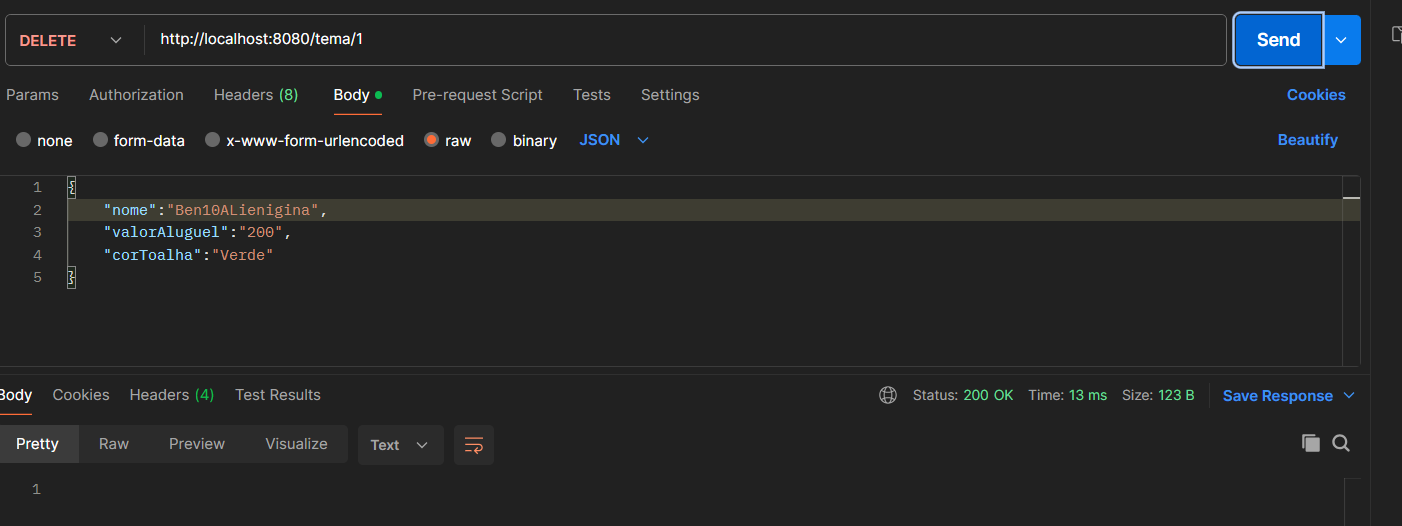 DELETE http://localhost:8080/tema/1 Send
Params Authorization Headers (8) Body Pre-request Script Tests Settings Cookies
none form-data x-www-form-urlencoded raw binary JSON Beautify
1 {
2 "nome":"Ben10ALienigina",
3 "valorAluguel":"200",
4 "corToalha":"Verde"
5 }
Body Cookies Headers (4) Test Results Status: 200 OK Time: 13 ms Size: 123 B Save Response
Pretty Raw Preview Visualize Text
1